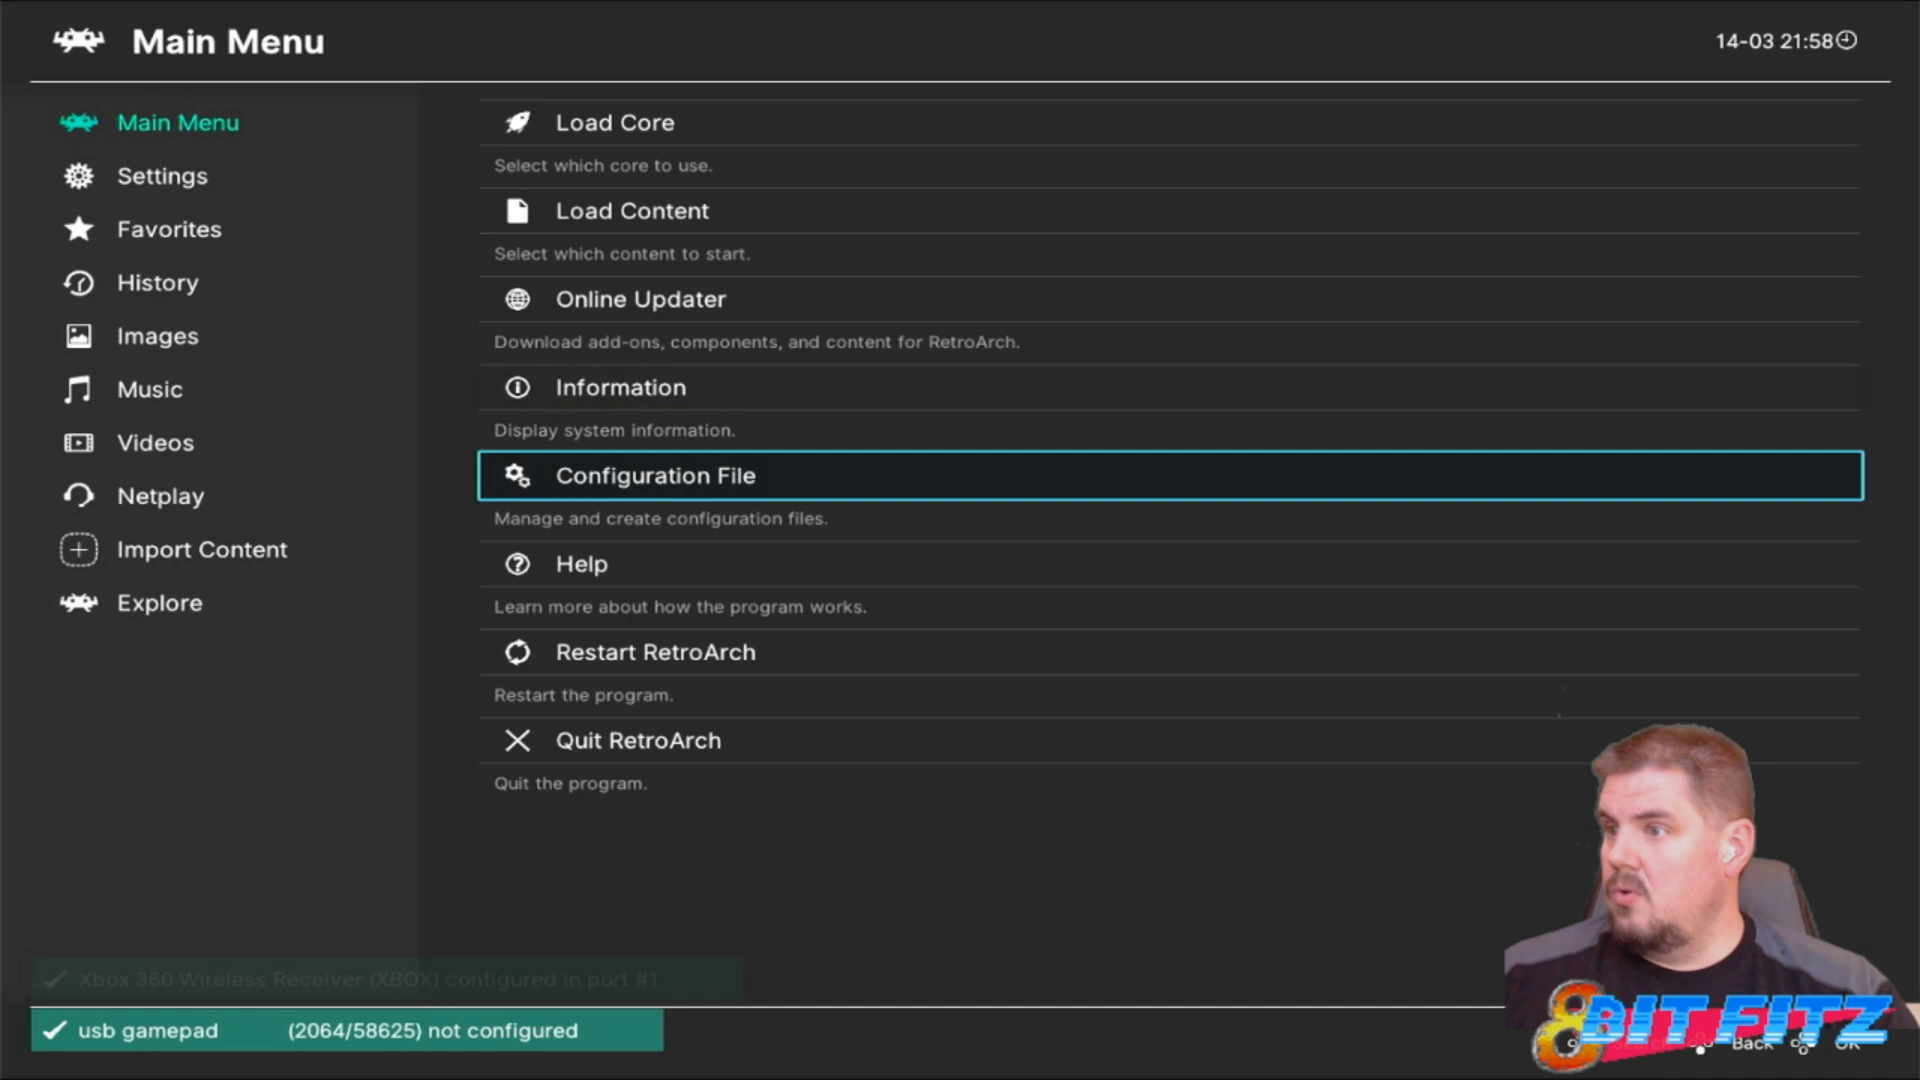 Main Menu
14-03 21:58
Main Menu
Settings
Favorites
History
Images
Music
Videos
Netplay
Import Content
Explore
Load Core
Select which core to use.
Load Content
Select which content to start.
Online Updater
Download add-ons, components, and content for RetroArch.
Information
Display system information.
Configuration File
Manage and create configuration files.
Help
Learn more about how the program works.
Restart RetroArch
Restart the program.
Quit RetroArch
Quit the program.
Xbox 360 Wireless Receiver (XBOX) configured in port #1
usb gamepad (2064/58625) not configured
8BIT FITZ
Back OK